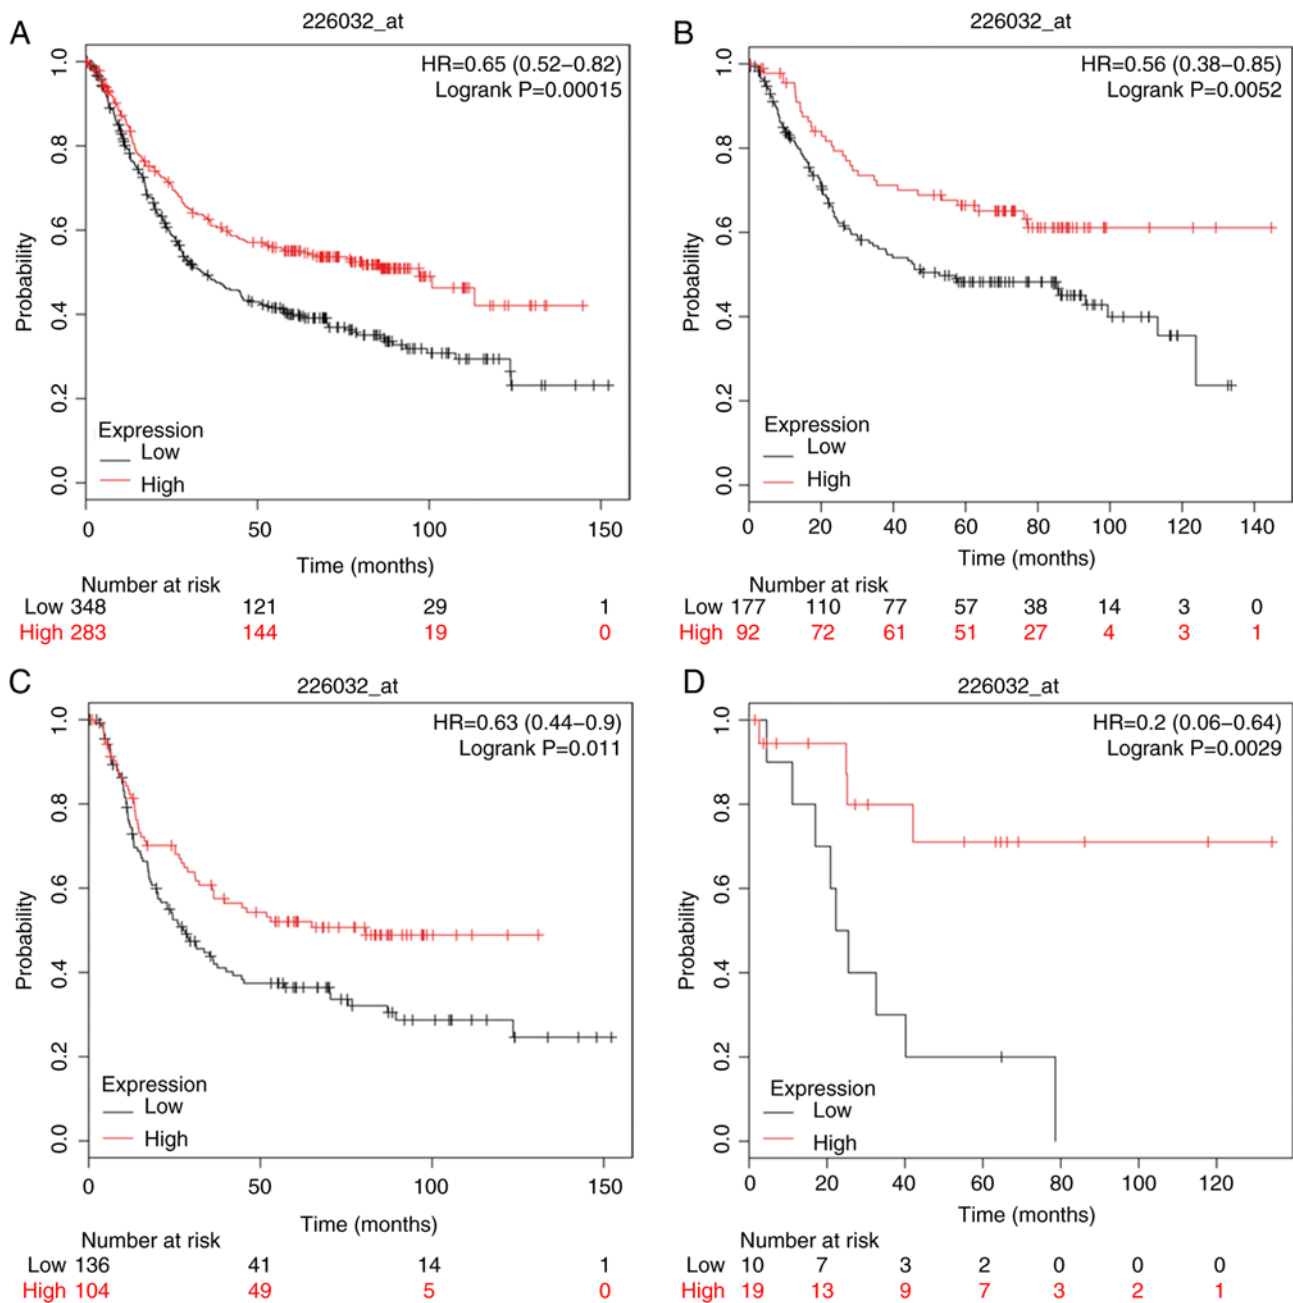 A
226032_at
HR=0.65 (0.52–0.82)
Logrank P=0.00015
Probability
1.0
0.8
0.6
0.4
0.2
0.0
Expression
Low
High
0 50 100 150
Time (months)
Number at risk
Low 348 121 29 1
High 283 144 19 0
B
226032_at
HR=0.56 (0.38–0.85)
Logrank P=0.0052
Probability
1.0
0.8
0.6
0.4
0.2
0.0
Expression
Low
High
0 20 40 60 80 100 120 140
Time (months)
Number at risk
Low 177 110 77 57 38 14 3 0
High 92 72 61 51 27 4 3 1
C
226032_at
HR=0.63 (0.44–0.9)
Logrank P=0.011
Probability
1.0
0.8
0.6
0.4
0.2
0.0
Expression
Low
High
0 50 100 150
Time (months)
Number at risk
Low 136 41 14 1
High 104 49 5 0
D
226032_at
HR=0.2 (0.06–0.64)
Logrank P=0.0029
Probability
1.0
0.8
0.6
0.4
0.2
0.0
Expression
Low
High
0 20 40 60 80 100 120
Time (months)
Number at risk
Low 10 7 3 2 0 0 0
High 19 13 9 7 3 2 1